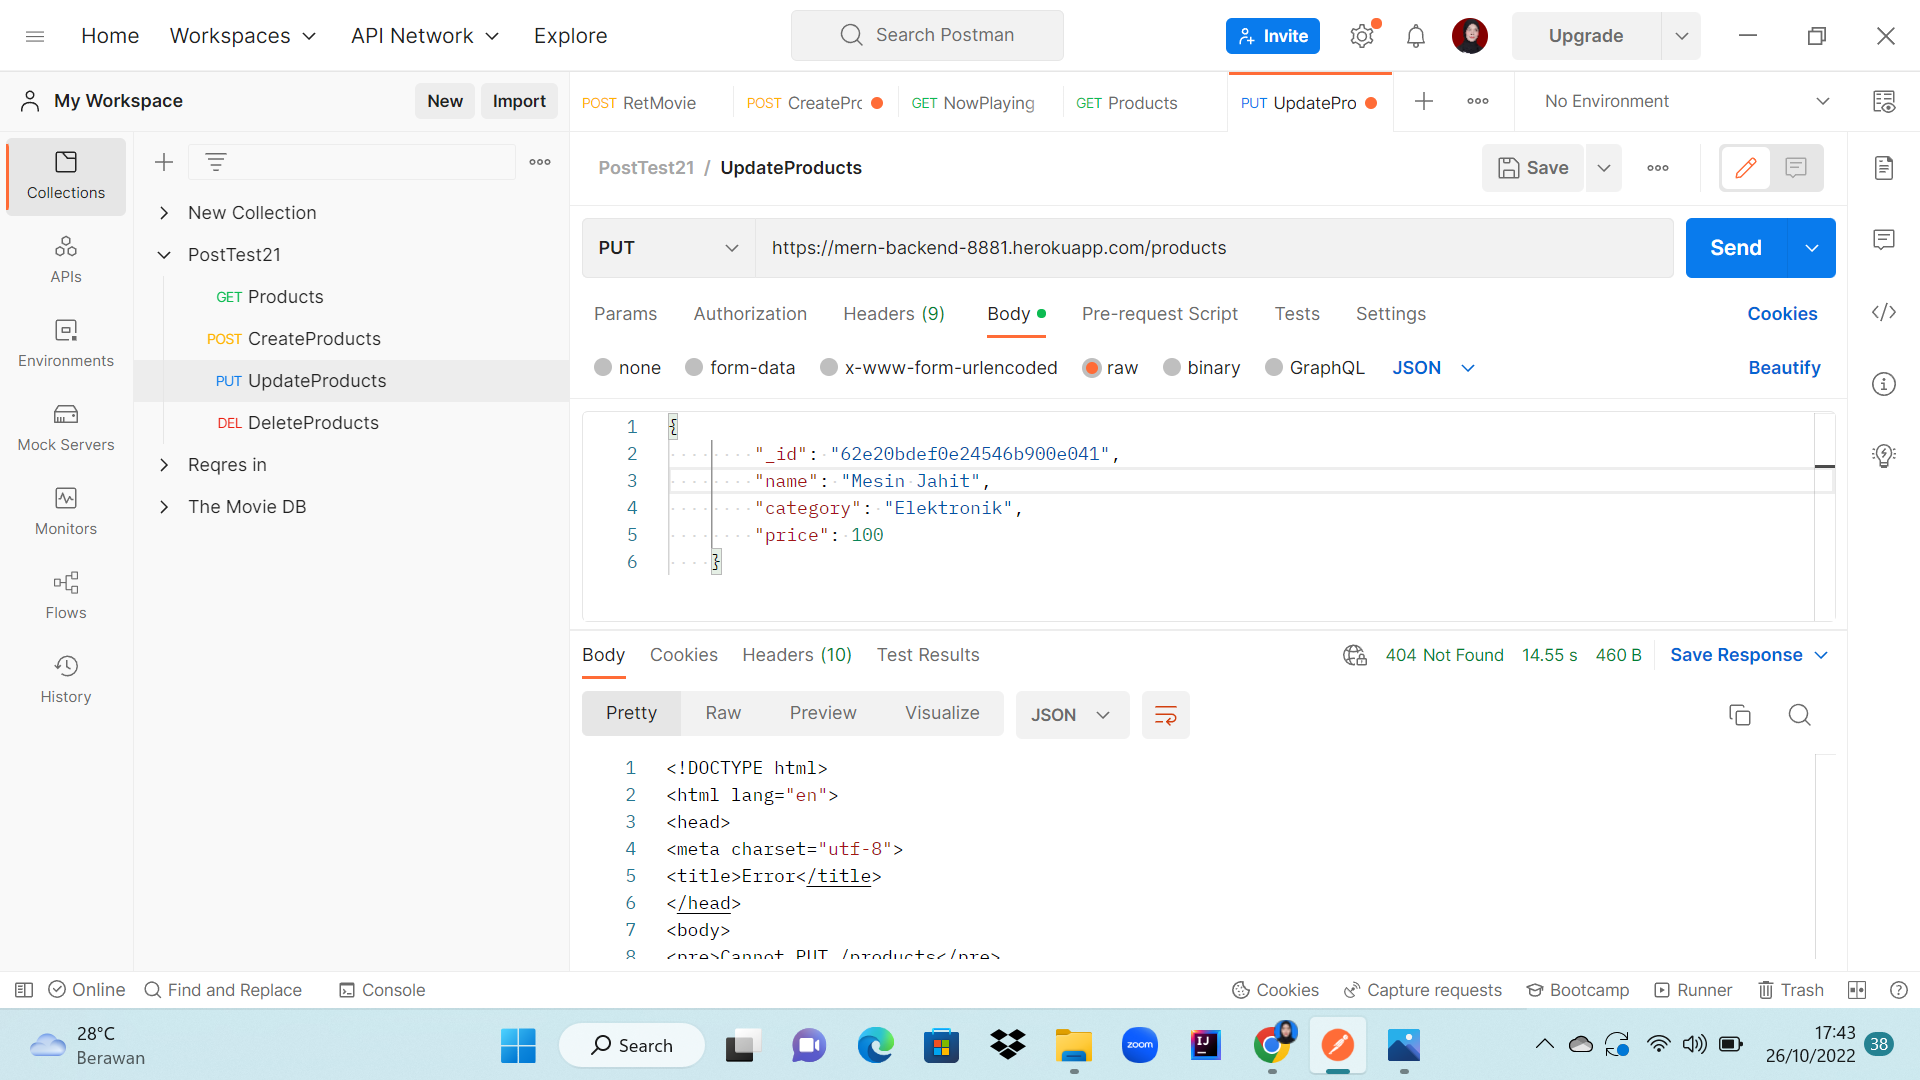 Home Workspaces API Network Explore Search Postman Invite Upgrade
My Workspace New Import
POST RetMovie POST CreatePro GET NowPlaying GET Products PUT UpdatePro No Environment
Collections
APIs
Environments
Mock Servers
Monitors
Flows
History
New Collection
PostTest21
GET Products
POST CreateProducts
PUT UpdateProducts
DEL DeleteProducts
Reqres in
The Movie DB
PostTest21 / UpdateProducts Save
PUT https://mern-backend-8881.herokuapp.com/products Send
Params Authorization Headers (9) Body Pre-request Script Tests Settings Cookies
none form-data x-www-form-urlencoded raw binary GraphQL JSON Beautify
1 {
2 "_id": "62e20bdef0e24546b900e041",
3 "name": "Mesin Jahit",
4 "category": "Elektronik",
5 "price": 100
6 }
Body Cookies Headers (10) Test Results 404 Not Found 14.55 s 460 B Save Response
Pretty Raw Preview Visualize JSON
1 <!DOCTYPE html>
2 <html lang="en">
3 <head>
4 <meta charset="utf-8">
5 <title>Error</title>
6 </head>
7 <body>
8 <pre>Cannot PUT /products</pre>
Online Find and Replace Console Cookies Capture requests Bootcamp Runner Trash
28°C
Berawan
Search
zoom
IJ
17:43
26/10/2022
38